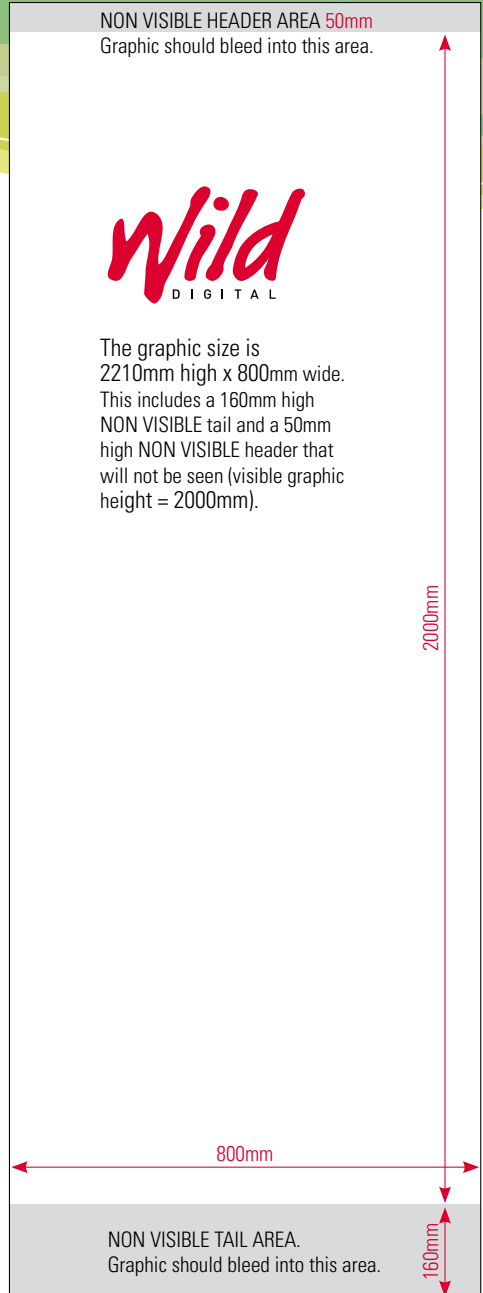 NON VISIBLE HEADER AREA 50mm
Graphic should bleed into this area.
Wild
DIGITAL
The graphic size is
2210mm high x 800mm wide.
This includes a 160mm high
NON VISIBLE tail and a 50mm
high NON VISIBLE header that
will not be seen (visible graphic
height = 2000mm).
2000mm
800mm
NON VISIBLE TAIL AREA.
Graphic should bleed into this area.
160mm